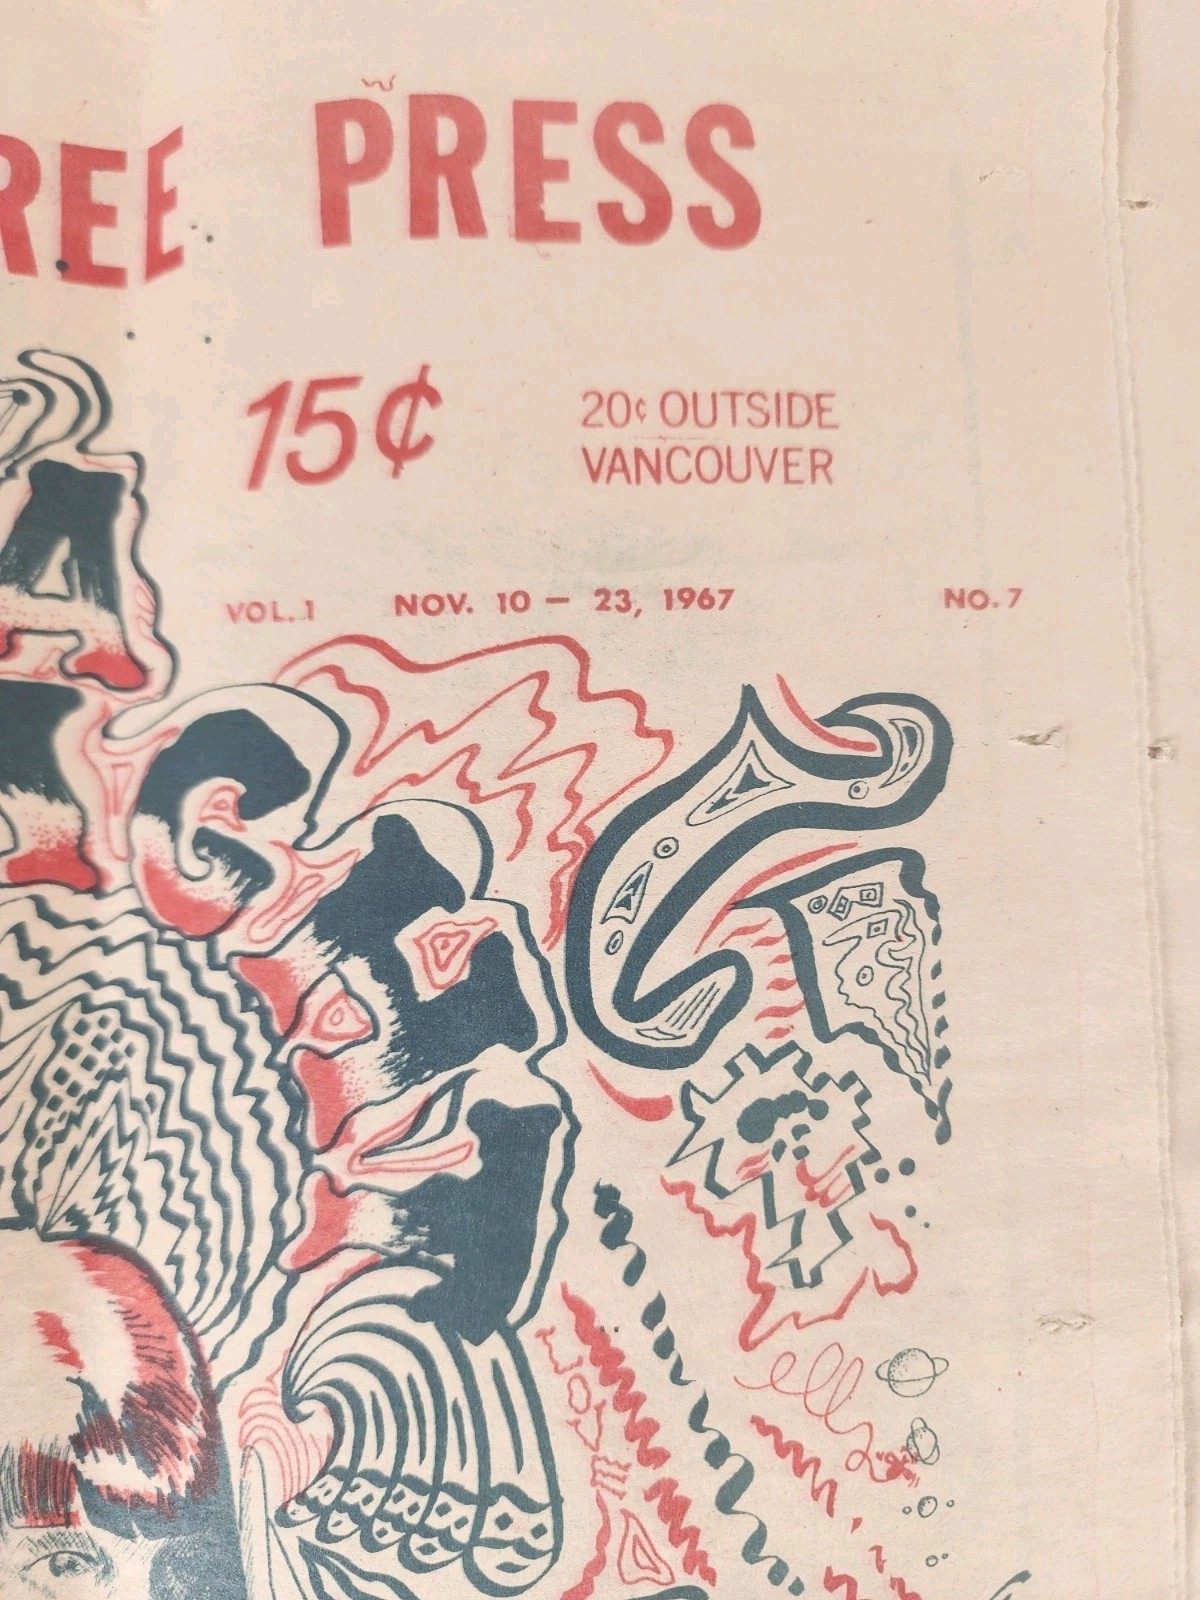 REE PRESS
15¢
20¢ OUTSIDE
VANCOUVER
VOL. 1 NOV. 10 — 23, 1967 NO. 7
A
G
E